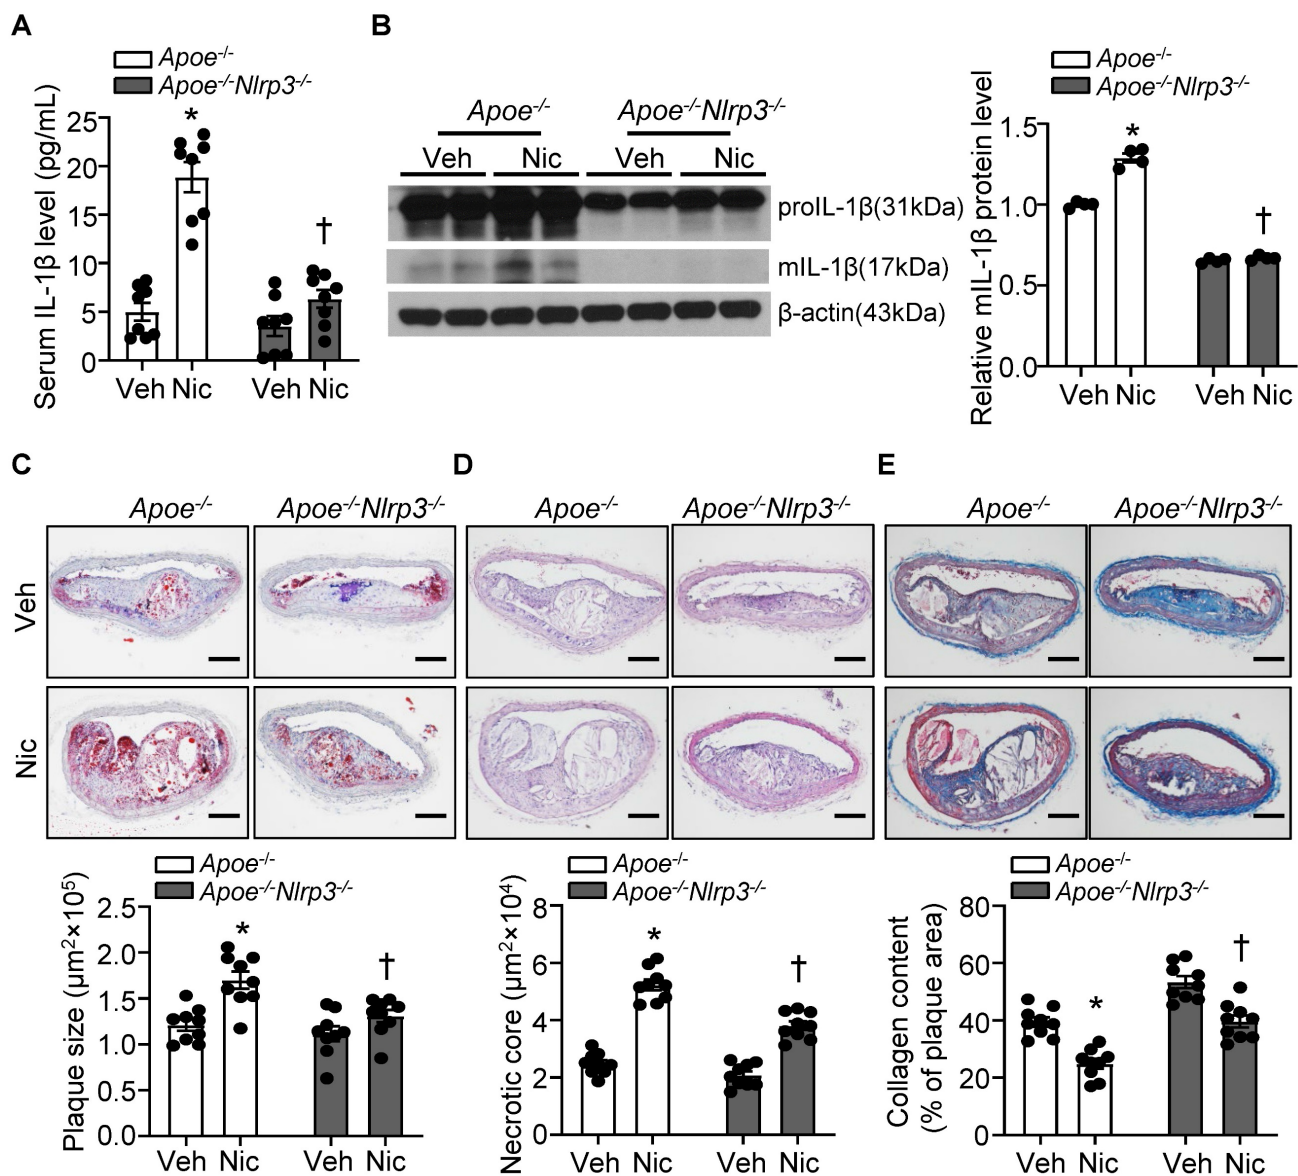 A
Apoe-/-
Apoe-/-Nlrp3-/-
Serum IL-1β level (pg/mL)
25
20
15
10
5
0
*
†
Veh Nic
Veh Nic
B
Apoe-/-
Apoe-/-Nlrp3-/-
Veh
Nic
Veh
Nic
proIL-1β(31kDa)
mIL-1β(17kDa)
β-actin(43kDa)
Apoe-/-
Apoe-/-Nlrp3-/-
Relative mIL-1β protein level
1.5
1.0
0.5
0.0
*
†
Veh Nic
Veh Nic
C
Apoe-/-
Apoe-/-Nlrp3-/-
Veh
Nic
Apoe-/-
Apoe-/-Nlrp3-/-
Plaque size (μm²×10⁵)
2.5
2.0
1.5
1.0
0.5
0.0
*
†
Veh Nic
Veh Nic
D
Apoe-/-
Apoe-/-Nlrp3-/-
Apoe-/-
Apoe-/-Nlrp3-/-
Necrotic core (μm²×10⁴)
8
6
4
2
0
*
†
Veh Nic
Veh Nic
E
Apoe-/-
Apoe-/-Nlrp3-/-
Apoe-/-
Apoe-/-Nlrp3-/-
Collagen content
(% of plaque area)
80
60
40
20
0
*
†
Veh Nic
Veh Nic